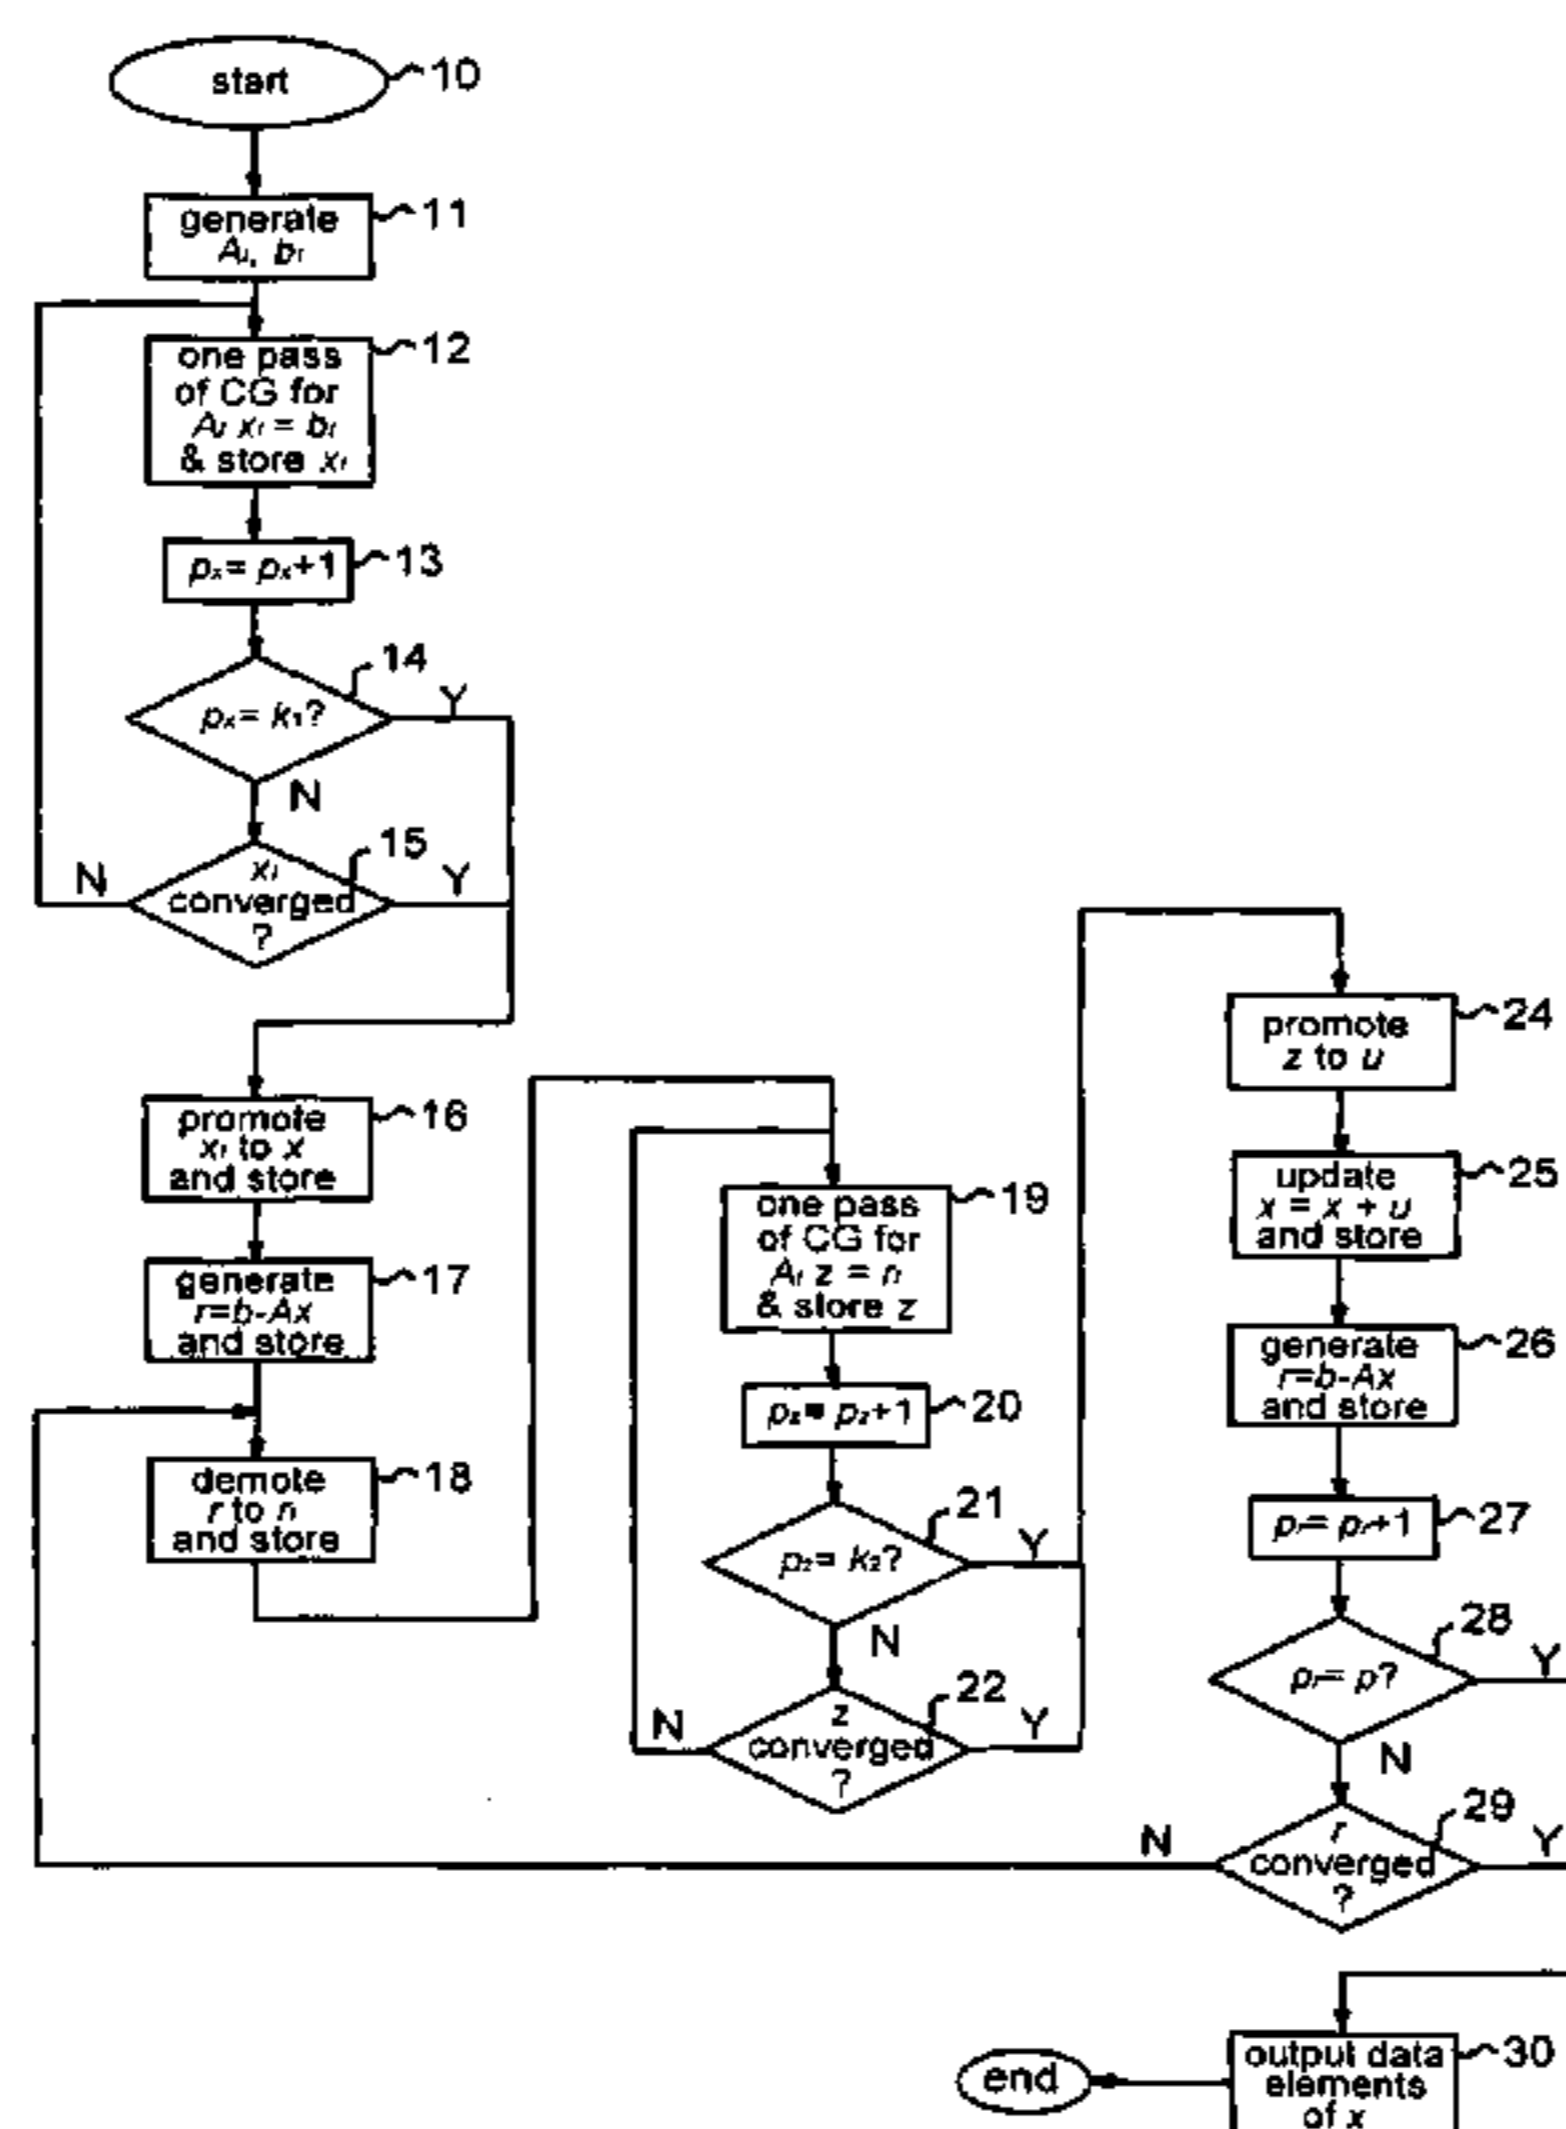 start
10
generate
Aₗ, bₗ
11
one pass
of CG for
Aₗ xₗ = bₗ
& store xₗ
12
pₓ= pₓ+1
13
14
pₓ= k₁?
Y
N
15
xₗ
converged
?
N
Y
promote
xₗ to x
and store
16
generate
r=b-Ax
and store
17
demote
r to rₗ
and store
18
one pass
of CG for
Aₗ z = rₗ
& store z
19
p_z= p_z+1
20
21
p_z= k₂?
Y
N
22
z
converged
?
N
Y
promote
z to u
24
update
x = x + u
and store
25
generate
r=b-Ax
and store
26
pᵣ= pᵣ+1
27
28
pᵣ= p?
Y
N
29
r
converged
?
N
Y
output data
elements
of x
30
end